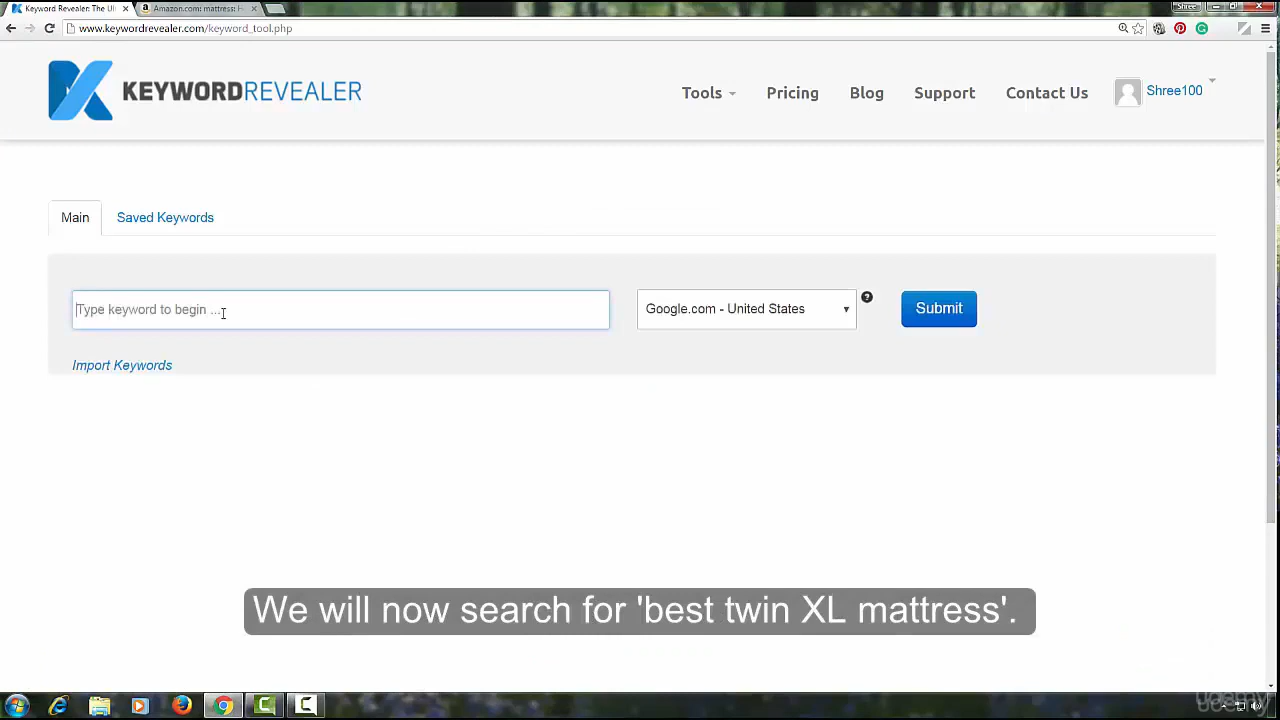 Keyword Revealer: The Ul
Amazon.com: mattress: H
Shree
www.keywordrevealer.com/keyword_tool.php
KEYWORDREVEALER
Tools
Pricing
Blog
Support
Contact Us
Shree100
Main
Saved Keywords
Type keyword to begin ...
Google.com - United States
?
Submit
Import Keywords
We will now search for 'best twin XL mattress'.
udemy